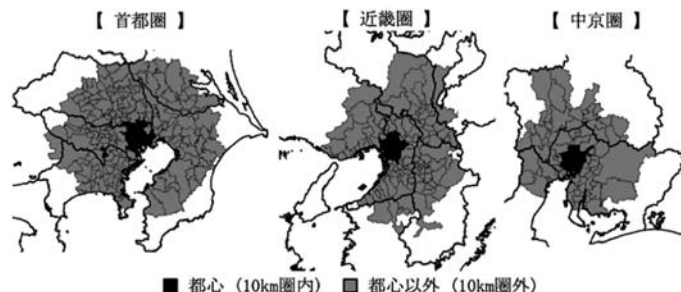 【 首都圏 】 【 近畿圏 】 【 中京圏 】
■ 都心 (10km圏内) ■ 都心以外 (10km圏外)